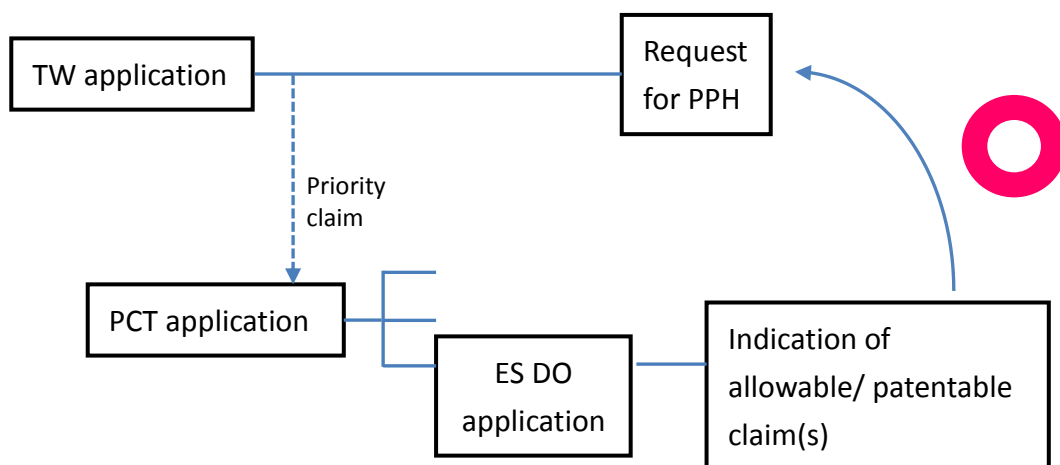 TW application
Request
for PPH
Priority
claim
PCT application
ES DO
application
Indication of
allowable/ patentable
claim(s)